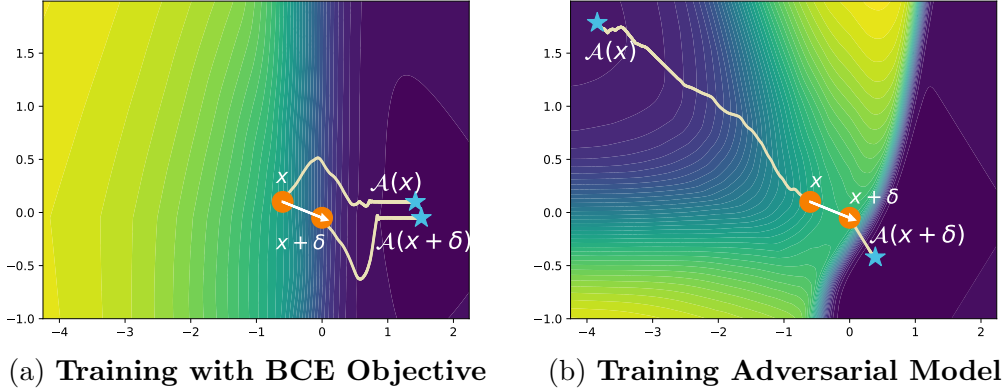 1.5
1.0
0.5
0.0
−0.5
−1.0
−4 −3 −2 −1 0 1 2
x
x + δ
𝒜(x)
𝒜(x + δ)
(a) Training with BCE Objective
1.5
1.0
0.5
0.0
−0.5
−1.0
−4 −3 −2 −1 0 1 2
𝒜(x)
x
x + δ
𝒜(x + δ)
(b) Training Adversarial Model